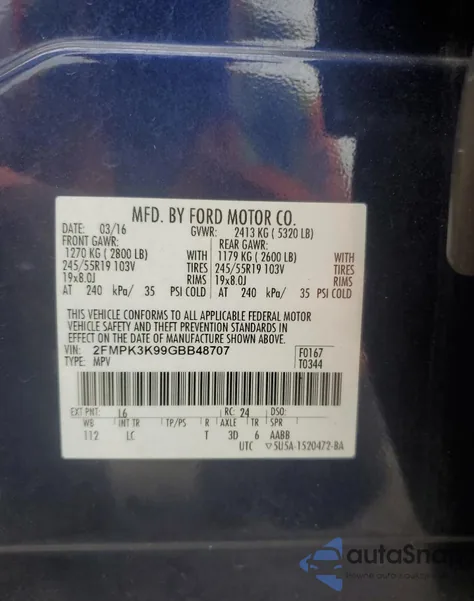 MFD. BY FORD MOTOR CO.
DATE: 03/16 GVWR: 2413 KG ( 5320 LB)
FRONT GAWR: REAR GAWR:
1270 KG ( 2800 LB) WITH 1179 KG ( 2600 LB) WITH
245/55R19 103V TIRES 245/55R19 103V TIRES
19x8.0J RIMS 19x8.0J RIMS
AT 240 kPa/ 35 PSI COLD AT 240 kPa/ 35 PSI COLD
THIS VEHICLE CONFORMS TO ALL APPLICABLE FEDERAL MOTOR
VEHICLE SAFETY AND THEFT PREVENTION STANDARDS IN
EFFECT ON THE DATE OF MANUFACTURE SHOWN ABOVE.
VIN: 2FMPK3K99GBB48707 F0167
TYPE: MPV T0344
EXT PNT: L6 RC: 24 DSO:
WB INT TR TP/PS R AXLE TR SPR
112 LC T 3D 6 AABB
UTC ▽5U5A-1520472-BA
autoSna